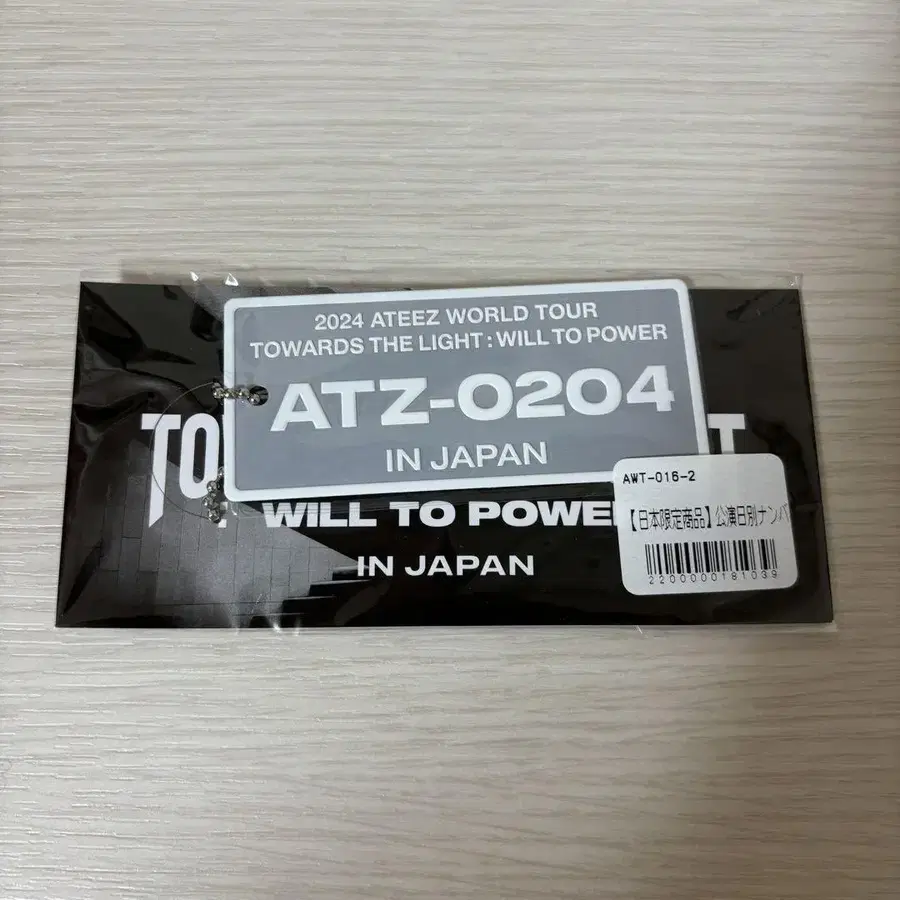 2024 ATEEZ WORLD TOUR
TOWARDS THE LIGHT : WILL TO POWER
ATZ-0204
IN JAPAN
WILL TO POWER
IN JAPAN
AWT-016-2
【日本限定商品】公演日別ナンバ
2200000181039